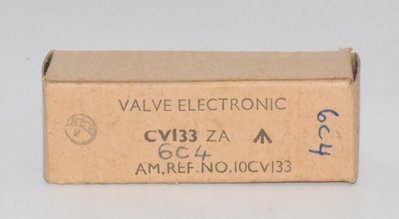 VALVE ELECTRONIC
CV133 ZA
6C4
AM.REF.NO.10CV133
6C4